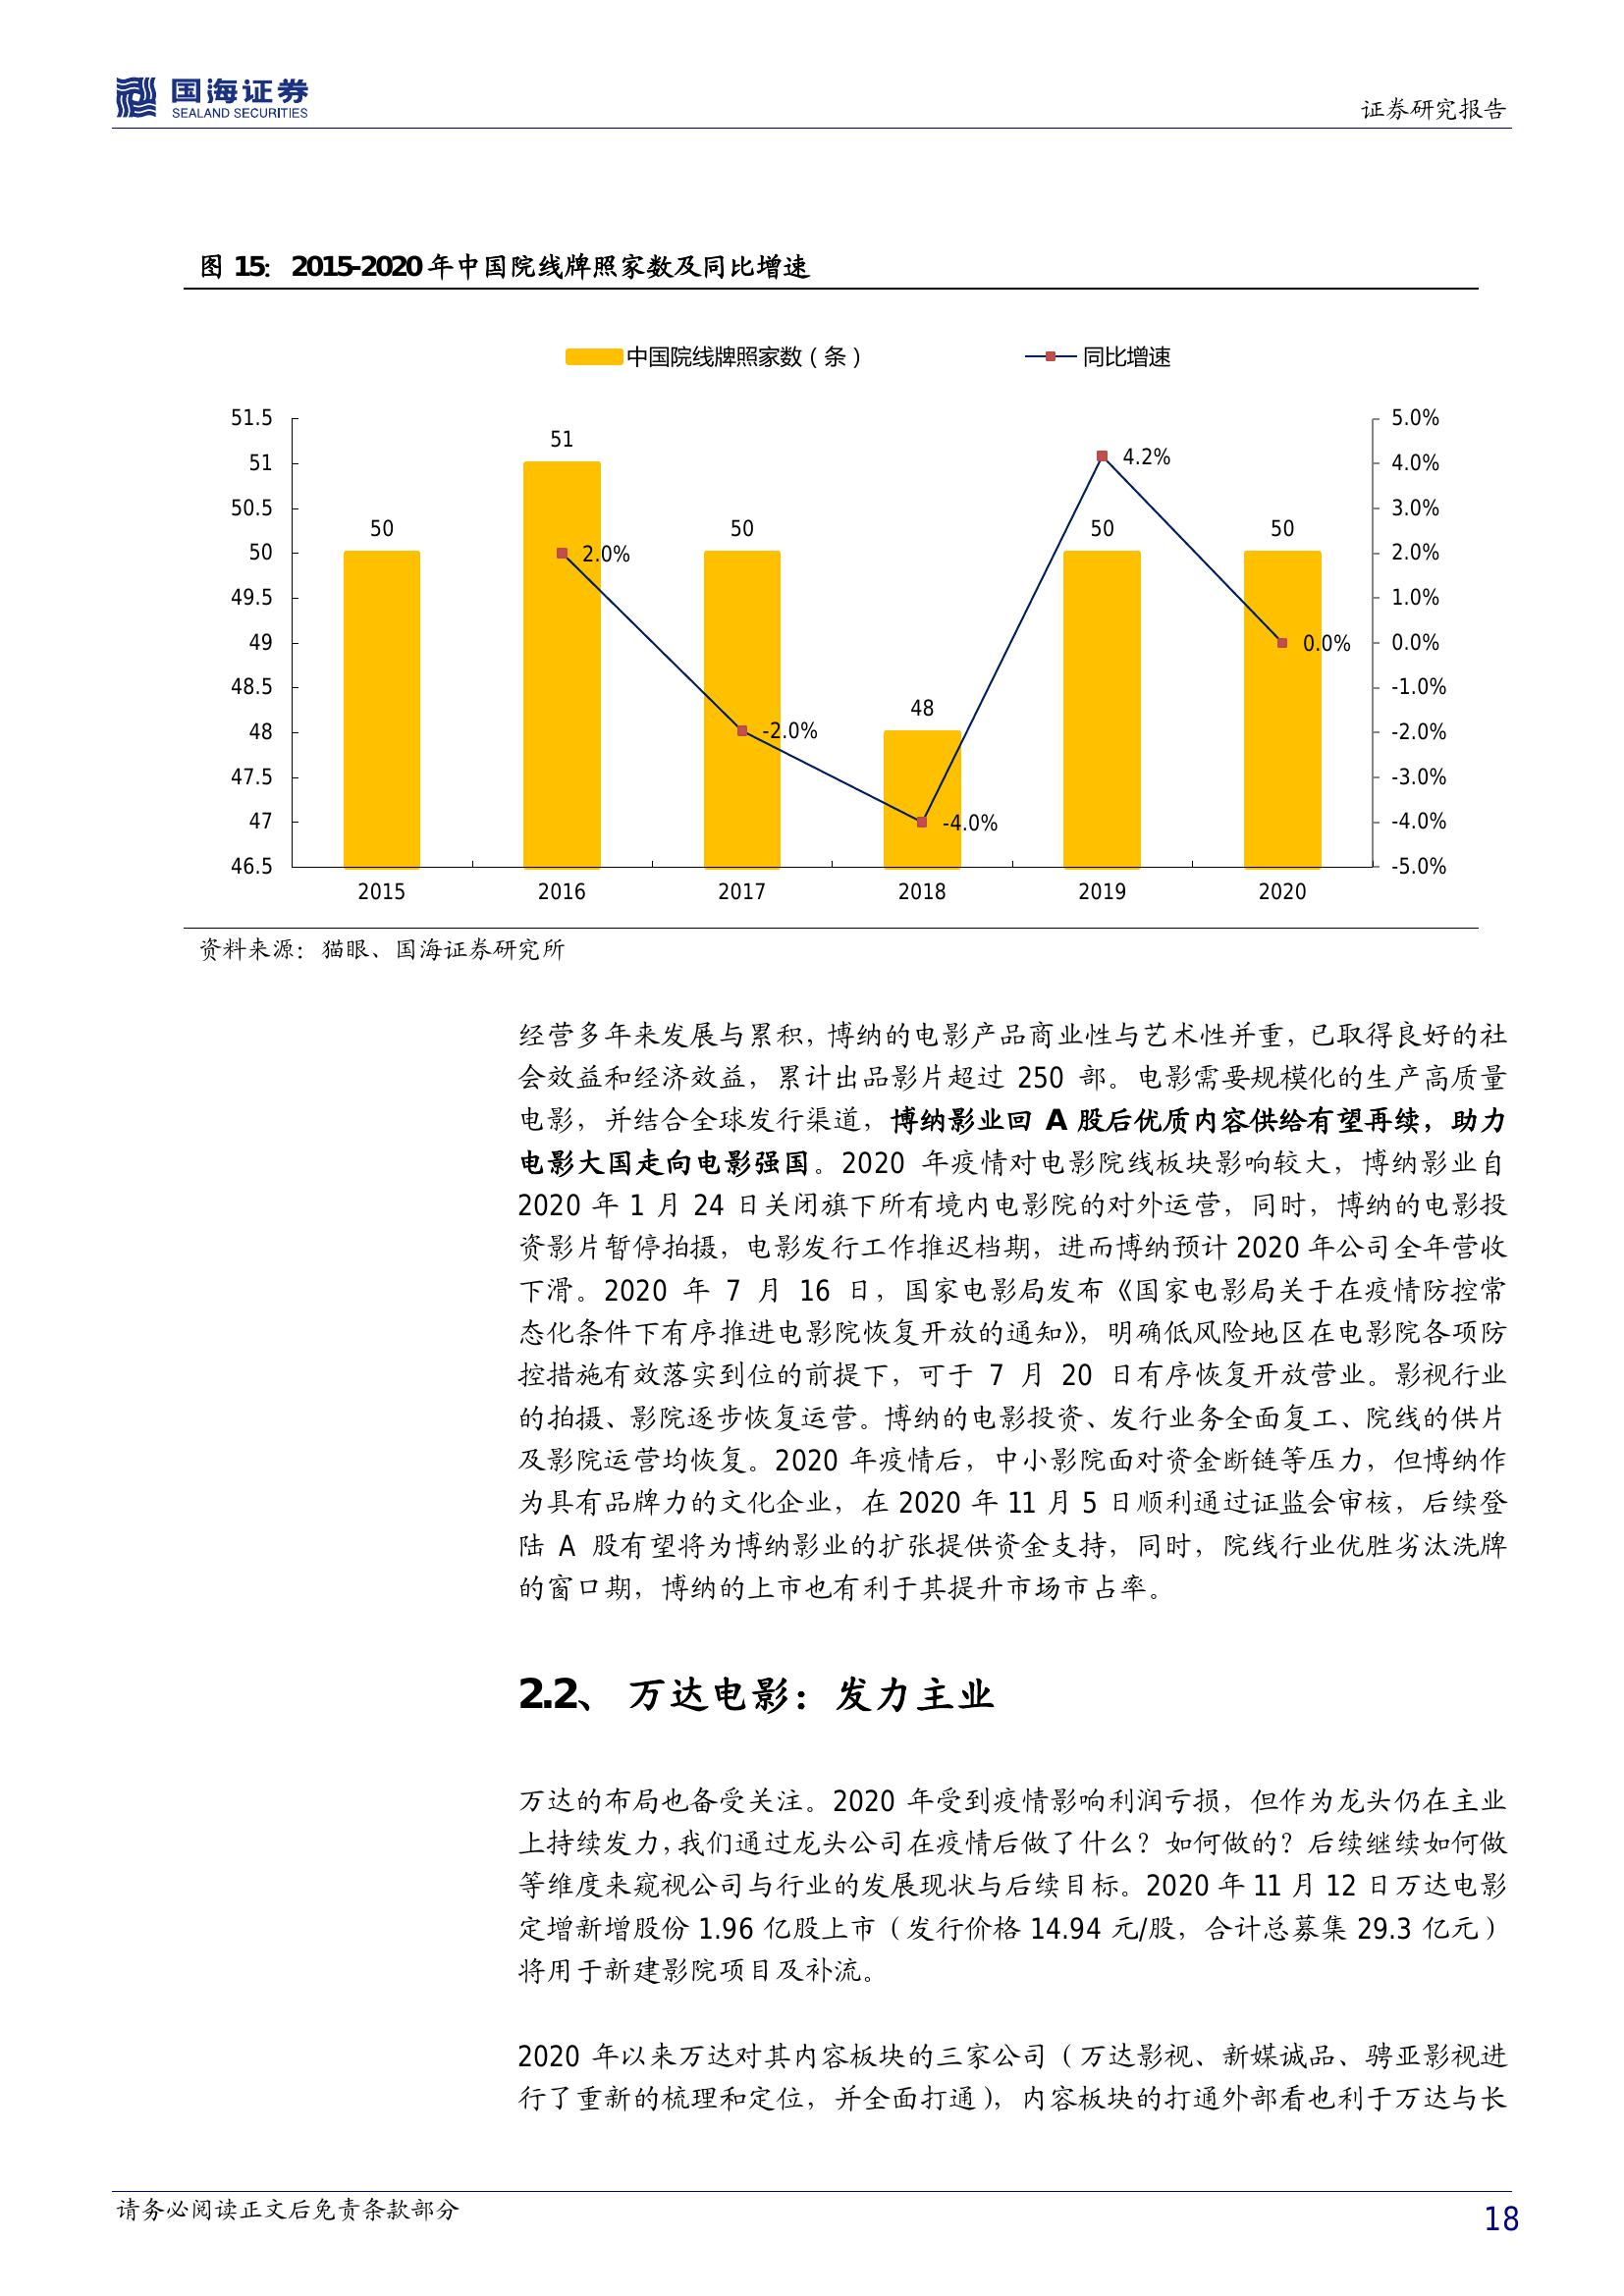 国海证券
SEALAND SECURITIES
证券研究报告
图 15： 2015-2020年中国院线牌照家数及同比增速
中国院线牌照家数（条） 同比增速
51.5
51
50.5
50
49.5
49
48.5
48
47.5
47
46.5
50
51
50
48
50
50
2.0%
-2.0%
-4.0%
4.2%
0.0%
5.0%
4.0%
3.0%
2.0%
1.0%
0.0%
-1.0%
-2.0%
-3.0%
-4.0%
-5.0%
2015 2016 2017 2018 2019 2020
资料来源：猫眼、国海证券研究所
经营多年来发展与累积，博纳的电影产品商业性与艺术性并重，已取得良好的社
会效益和经济效益，累计出品影片超过 250 部。电影需要规模化的生产高质量
电影，并结合全球发行渠道，博纳影业回 A 股后优质内容供给有望再续，助力
电影大国走向电影强国。2020 年疫情对电影院线板块影响较大，博纳影业自
2020 年 1 月 24 日关闭旗下所有境内电影院的对外运营，同时，博纳的电影投
资影片暂停拍摄，电影发行工作推迟档期，进而博纳预计 2020 年公司全年营收
下滑。2020 年 7 月 16 日，国家电影局发布《国家电影局关于在疫情防控常
态化条件下有序推进电影院恢复开放的通知》，明确低风险地区在电影院各项防
控措施有效落实到位的前提下，可于 7 月 20 日有序恢复开放营业。影视行业
的拍摄、影院逐步恢复运营。博纳的电影投资、发行业务全面复工、院线的供片
及影院运营均恢复。2020 年疫情后，中小影院面对资金断链等压力，但博纳作
为具有品牌力的文化企业，在 2020 年 11 月 5 日顺利通过证监会审核，后续登
陆 A 股有望将为博纳影业的扩张提供资金支持，同时，院线行业优胜劣汰洗牌
的窗口期，博纳的上市也有利于其提升市场市占率。
2.2、 万达电影：发力主业
万达的布局也备受关注。2020 年受到疫情影响利润亏损，但作为龙头仍在主业
上持续发力，我们通过龙头公司在疫情后做了什么？如何做的？后续继续如何做
等维度来窥视公司与行业的发展现状与后续目标。2020 年 11 月 12 日万达电影
定增新增股份 1.96 亿股上市（发行价格 14.94 元/股，合计总募集 29.3 亿元）
将用于新建影院项目及补流。
2020 年以来万达对其内容板块的三家公司（万达影视、新媒诚品、骋亚影视进
行了重新的梳理和定位，并全面打通），内容板块的打通外部看也利于万达与长
请务必阅读正文后免责条款部分
18